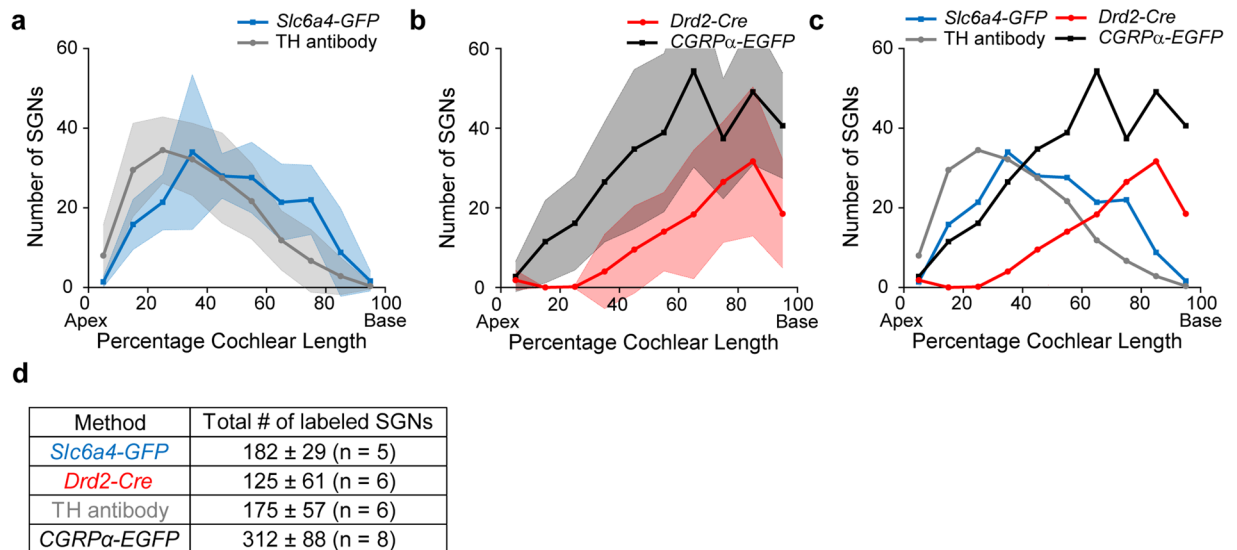 a
Slc6a4-GFP
TH antibody
60
40
20
0
Number of SGNs
0 20 40 60 80 100
Apex Base
Percentage Cochlear Length
b
Drd2-Cre
CGRPα-EGFP
60
40
20
0
Number of SGNs
0 20 40 60 80 100
Apex Base
Percentage Cochlear Length
c
Slc6a4-GFP Drd2-Cre
TH antibody CGRPα-EGFP
60
40
20
0
Number of SGNs
0 20 40 60 80 100
Apex Base
Percentage Cochlear Length
d
Method Total # of labeled SGNs
Slc6a4-GFP 182 ± 29 (n = 5)
Drd2-Cre 125 ± 61 (n = 6)
TH antibody 175 ± 57 (n = 6)
CGRPα-EGFP 312 ± 88 (n = 8)